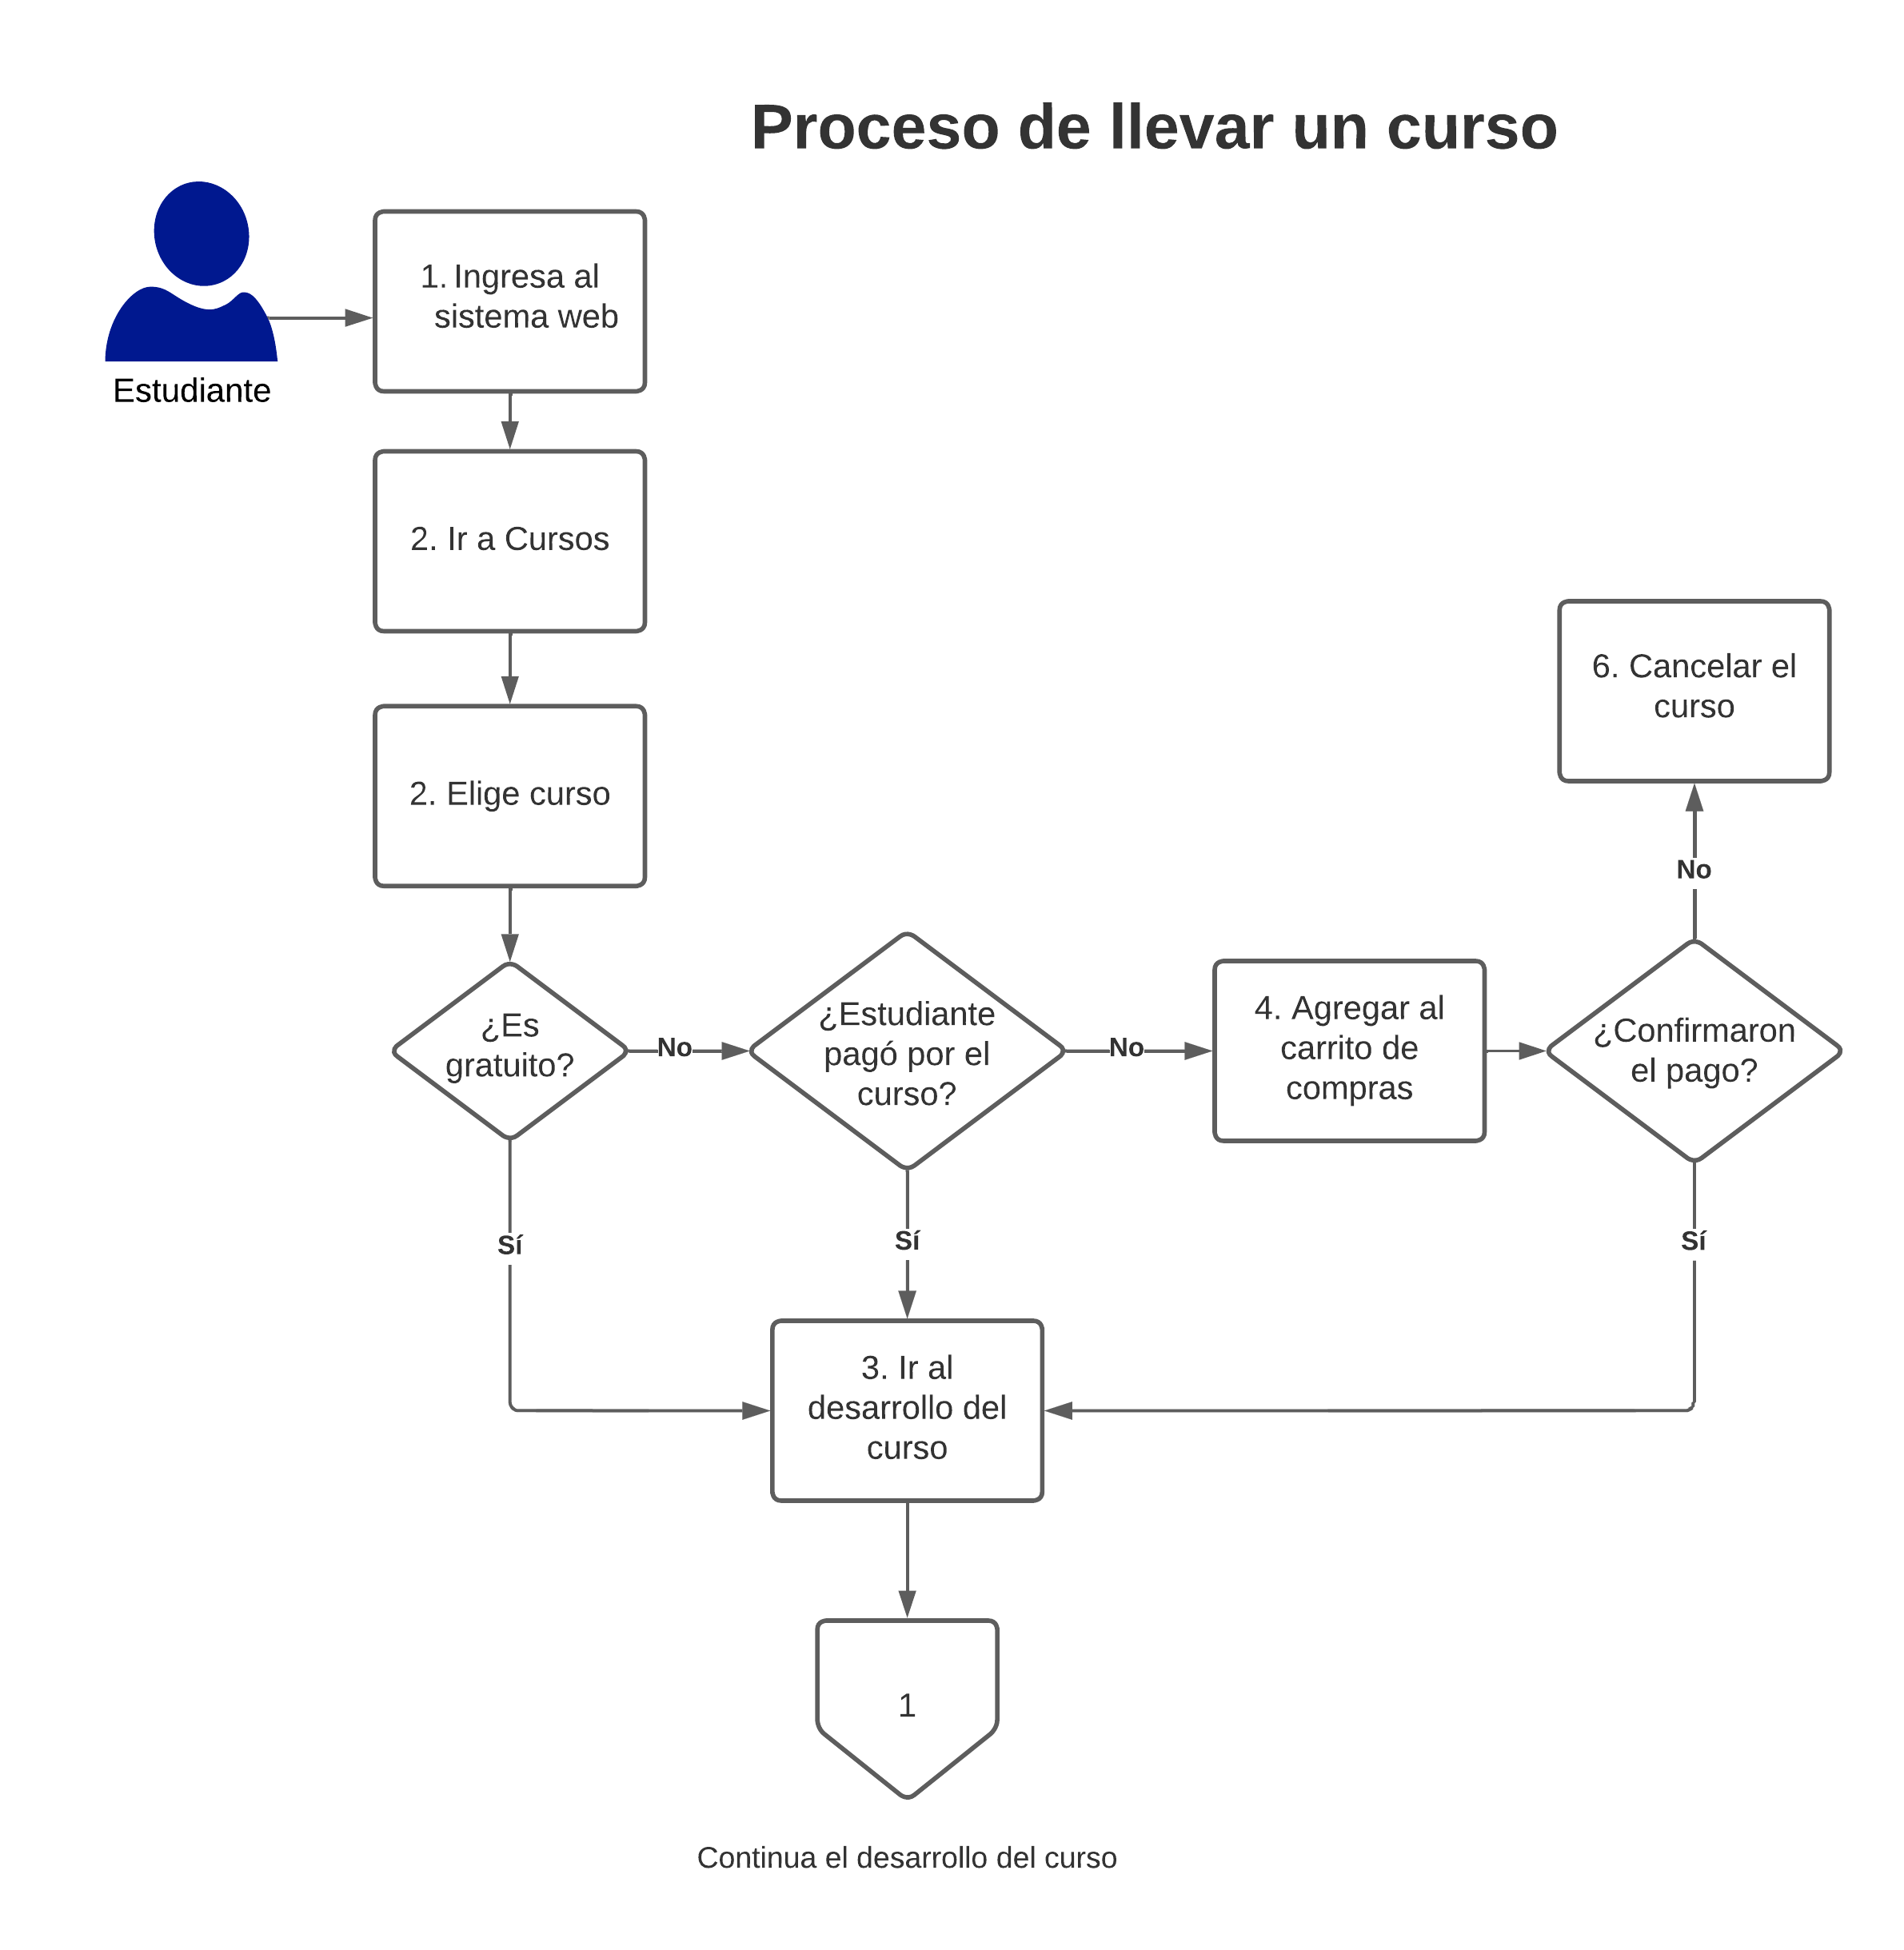 Proceso de llevar un curso
Estudiante
1. Ingresa al
sistema web
2. Ir a Cursos
2. Elige curso
6. Cancelar el
curso
No
¿Es
gratuito?
No
¿Estudiante
pagó por el
curso?
No
4. Agregar al
carrito de
compras
¿Confirmaron
el pago?
Sí
Sí
Sí
3. Ir al
desarrollo del
curso
1
Continua el desarrollo del curso